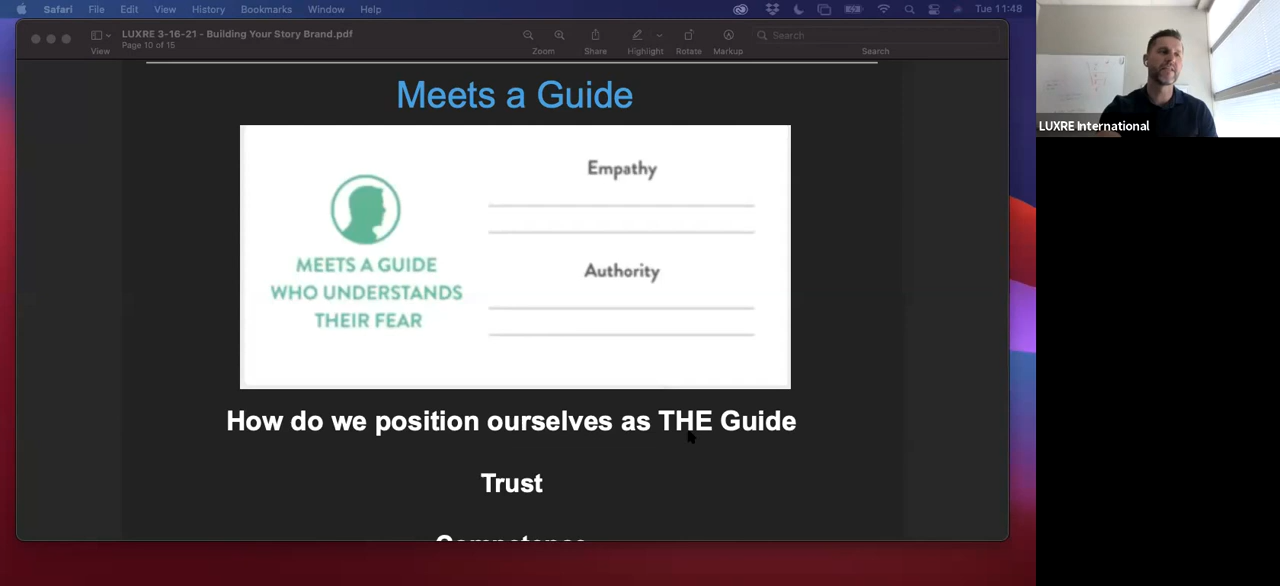 Safari File Edit View History Bookmarks Window Help Tue 11:48
LUXRE 3-16-21 - Building Your Story Brand.pdf
Page 10 of 15
View Zoom Share Highlight Rotate Markup Search
Search
Meets a Guide
Empathy
Authority
MEETS A GUIDE
WHO UNDERSTANDS
THEIR FEAR
How do we position ourselves as THE Guide
Trust
Competence
LUXRE International